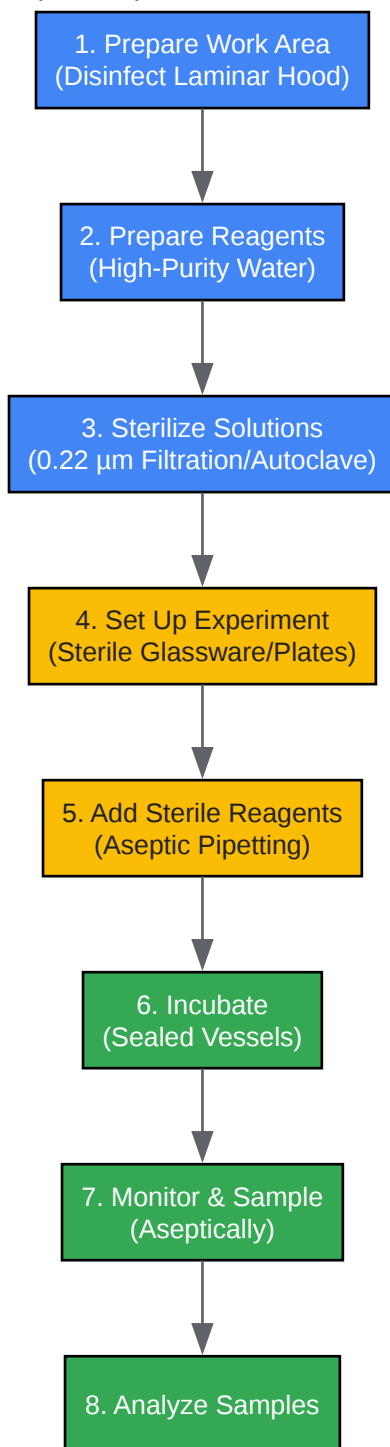 1. Prepare Work Area
(Disinfect Laminar Hood)
2. Prepare Reagents
(High-Purity Water)
3. Sterilize Solutions
(0.22 µm Filtration/Autoclave)
4. Set Up Experiment
(Sterile Glassware/Plates)
5. Add Sterile Reagents
(Aseptic Pipetting)
6. Incubate
(Sealed Vessels)
7. Monitor & Sample
(Aseptically)
8. Analyze Samples